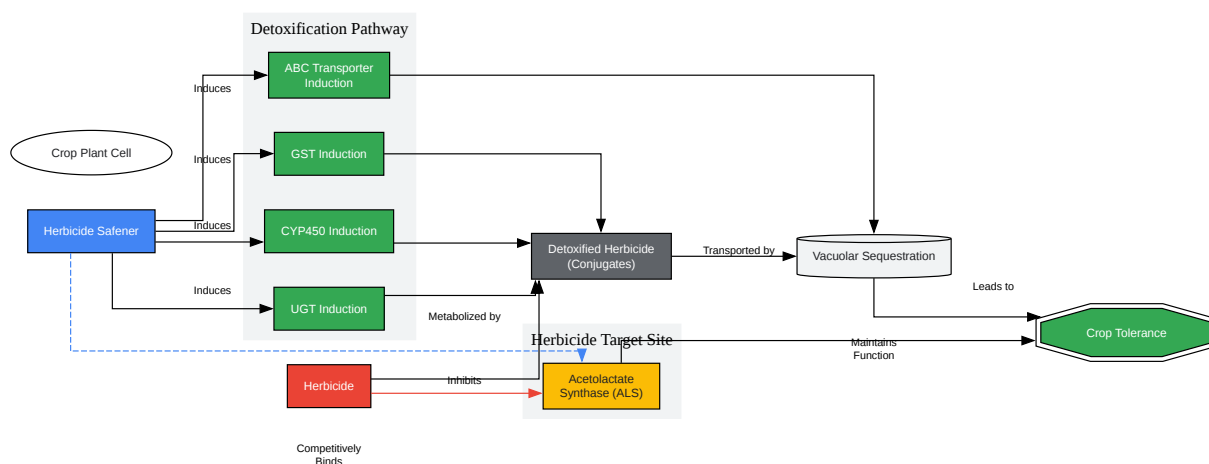 Detoxification Pathway
ABC Transporter
Induction
Induces
GST Induction
Induces
Crop Plant Cell
Herbicide Safener
Induces
CYP450 Induction
Detoxified Herbicide
(Conjugates)
Transported by
Vacuolar Sequestration
Induces
UGT Induction
Metabolized by
Leads to
Herbicide Target Site
Maintains
Function
Crop Tolerance
Herbicide
Inhibits
Acetolactate
Synthase (ALS)
Competitively
Binds